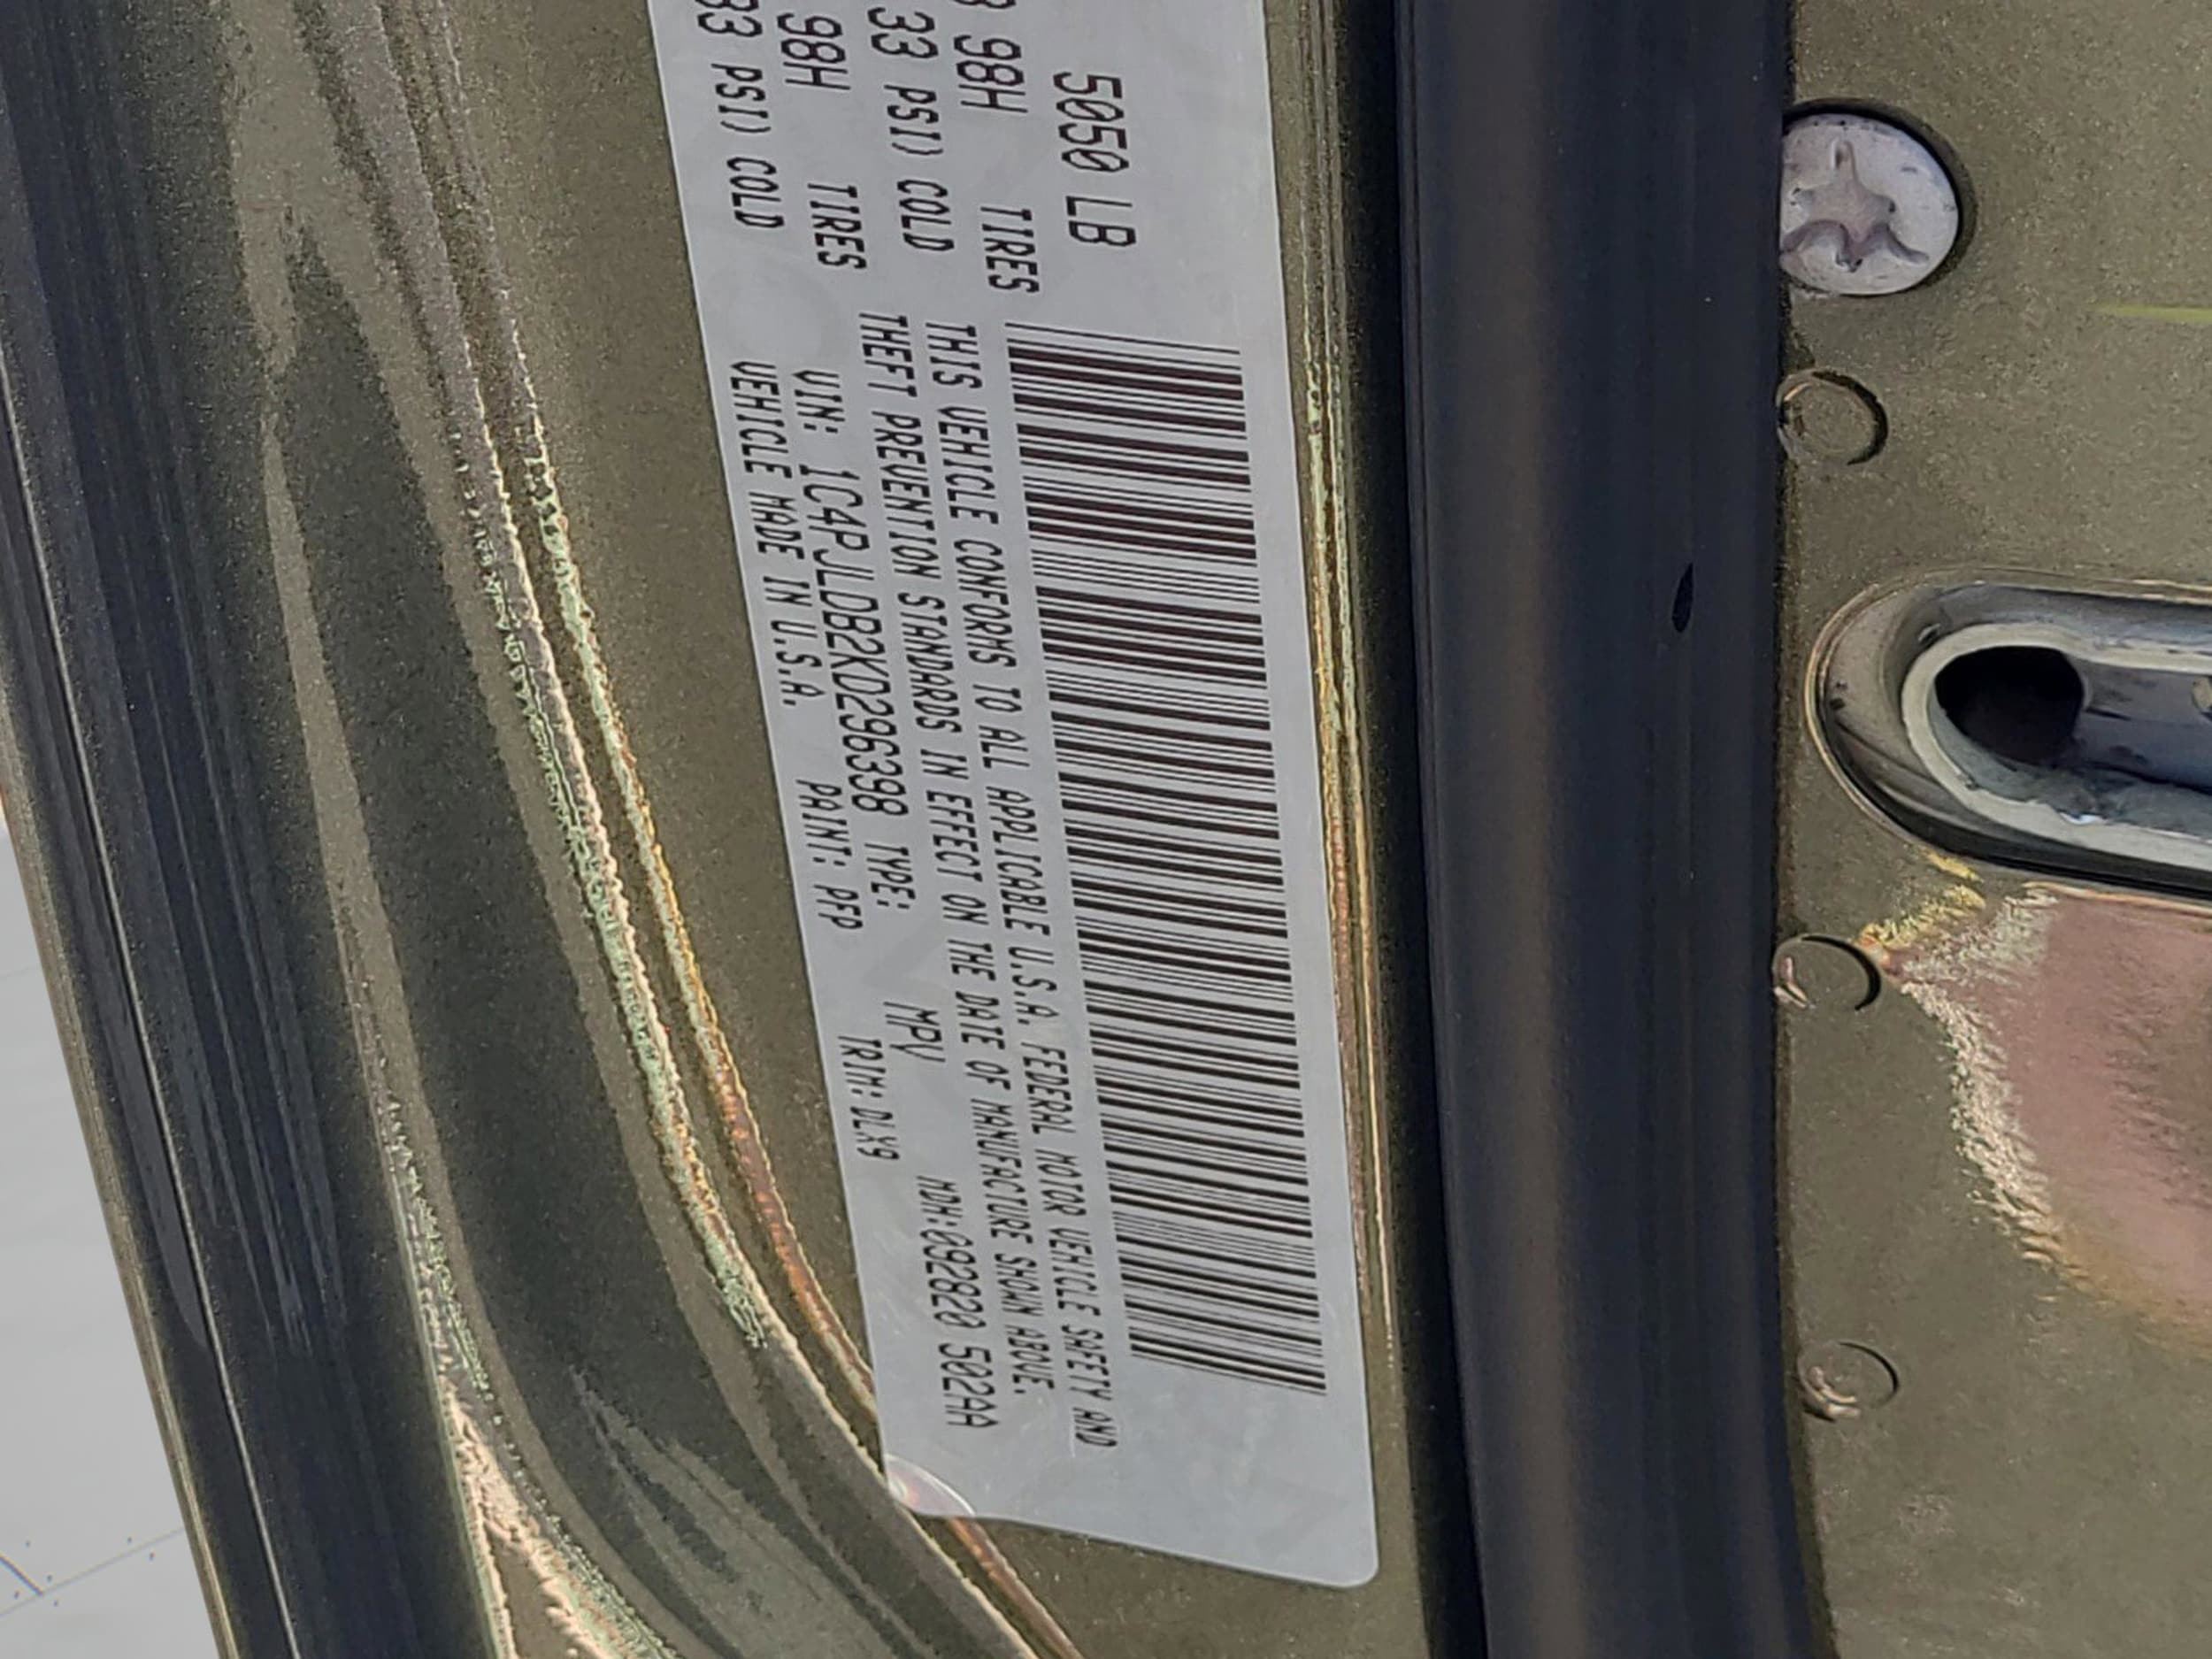 5050 LB
98H TIRES
33 PSI) COLD
98H TIRES
33 PSI) COLD
THIS VEHICLE CONFORMS TO ALL APPLICABLE U.S.A. FEDERAL MOTOR VEHICLE SAFETY AND
THEFT PREVENTION STANDARDS IN EFFECT ON THE DATE OF MANUFACTURE SHOWN ABOVE.
VIN: 1C4PJLDB2KD296398 TYPE: MPV MDH:092820 502AA
VEHICLE MADE IN U.S.A. PAINT: PFP TRIM: DLX9